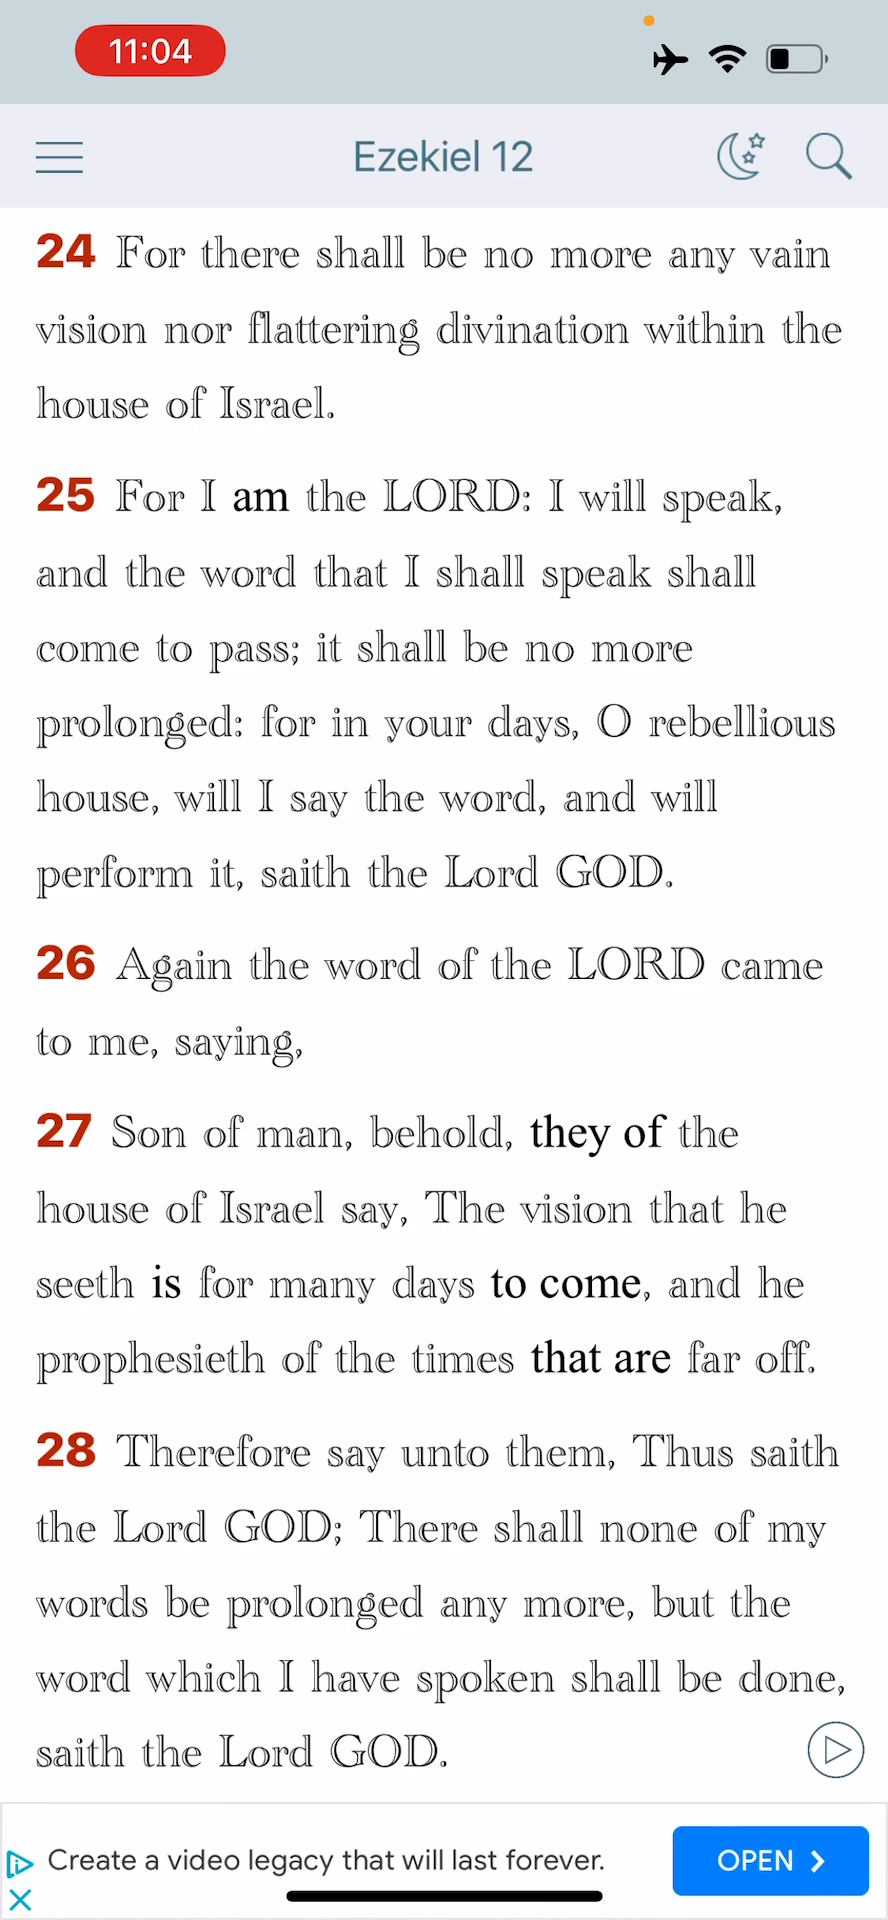 11:04
Ezekiel 12
24 For there shall be no more any vain
vision nor flattering divination within the
house of Israel.
25 For I am the LORD: I will speak,
and the word that I shall speak shall
come to pass; it shall be no more
prolonged: for in your days, O rebellious
house, will I say the word, and will
perform it, saith the Lord GOD.
26 Again the word of the LORD came
to me, saying,
27 Son of man, behold, they of the
house of Israel say, The vision that he
seeth is for many days to come, and he
prophesieth of the times that are far off.
28 Therefore say unto them, Thus saith
the Lord GOD; There shall none of my
words be prolonged any more, but the
word which I have spoken shall be done,
saith the Lord GOD.
Create a video legacy that will last forever.
OPEN